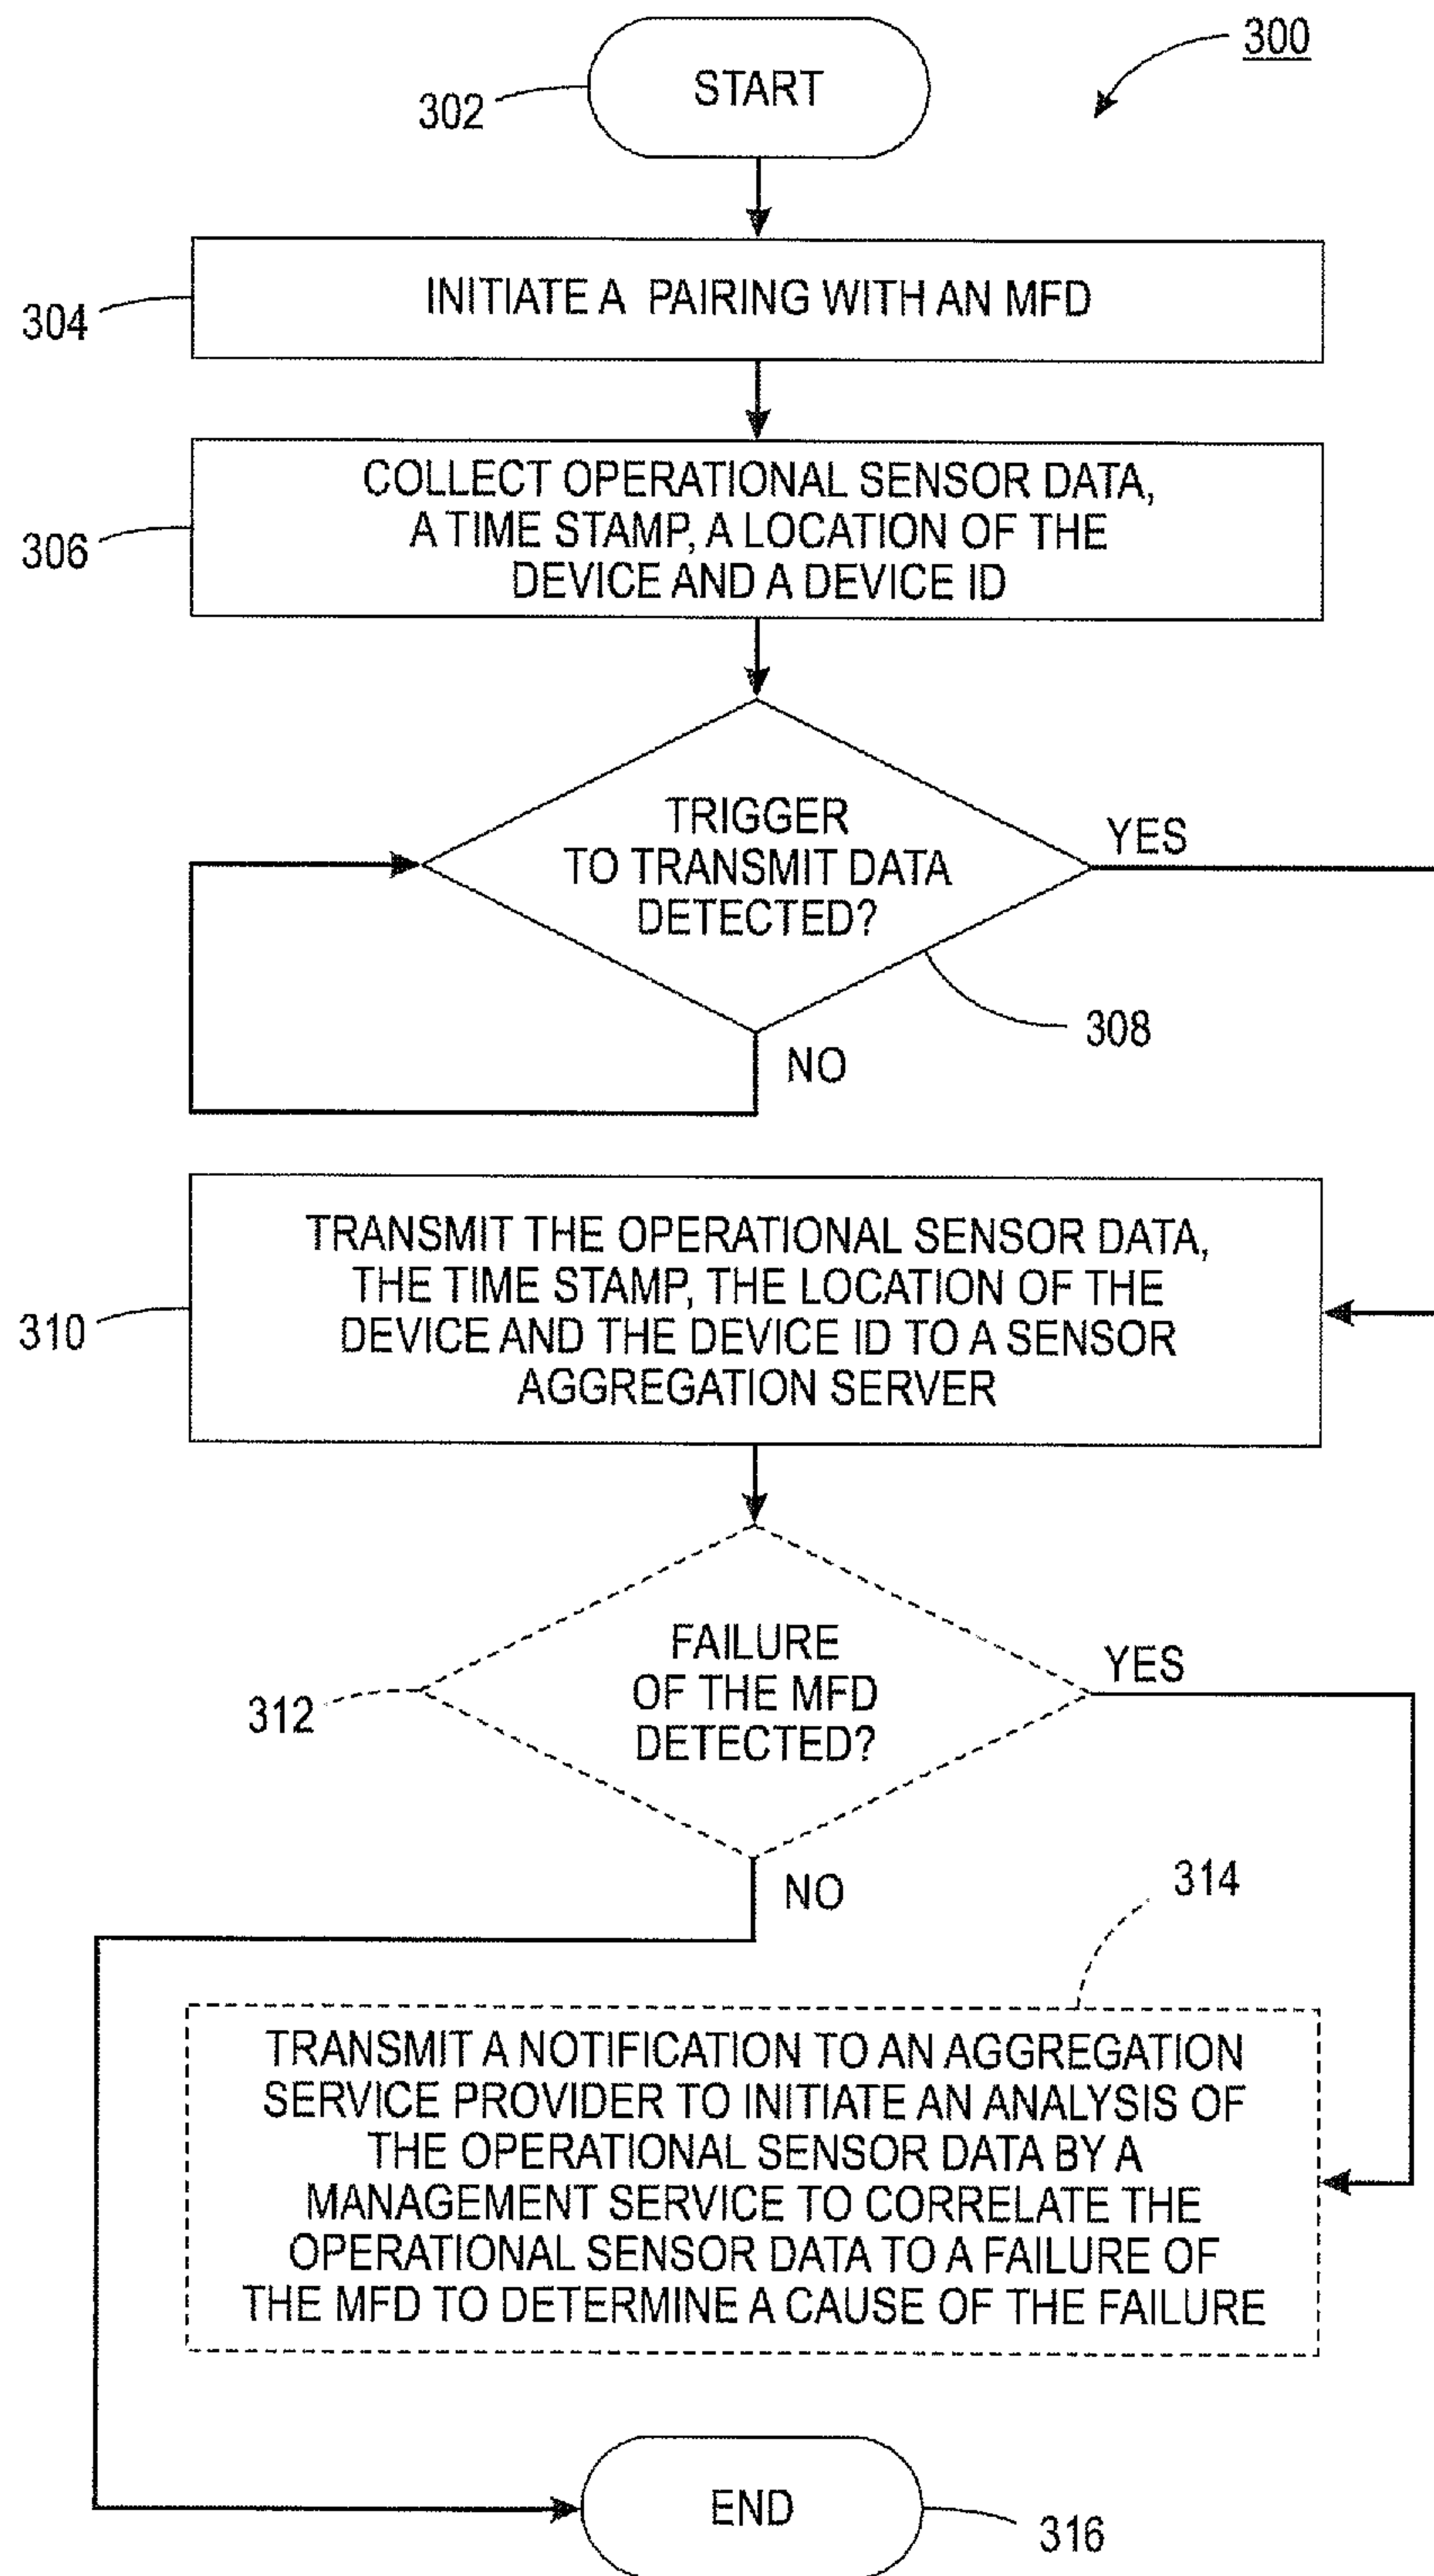 300
START
302
INITIATE A PAIRING WITH AN MFD
304
COLLECT OPERATIONAL SENSOR DATA,
A TIME STAMP, A LOCATION OF THE
DEVICE AND A DEVICE ID
306
TRIGGER
TO TRANSMIT DATA
DETECTED?
YES
308
NO
TRANSMIT THE OPERATIONAL SENSOR DATA,
THE TIME STAMP, THE LOCATION OF THE
DEVICE AND THE DEVICE ID TO A SENSOR
AGGREGATION SERVER
310
FAILURE
OF THE MFD
DETECTED?
YES
312
NO
314
TRANSMIT A NOTIFICATION TO AN AGGREGATION
SERVICE PROVIDER TO INITIATE AN ANALYSIS OF
THE OPERATIONAL SENSOR DATA BY A
MANAGEMENT SERVICE TO CORRELATE THE
OPERATIONAL SENSOR DATA TO A FAILURE OF
THE MFD TO DETERMINE A CAUSE OF THE FAILURE
END
316